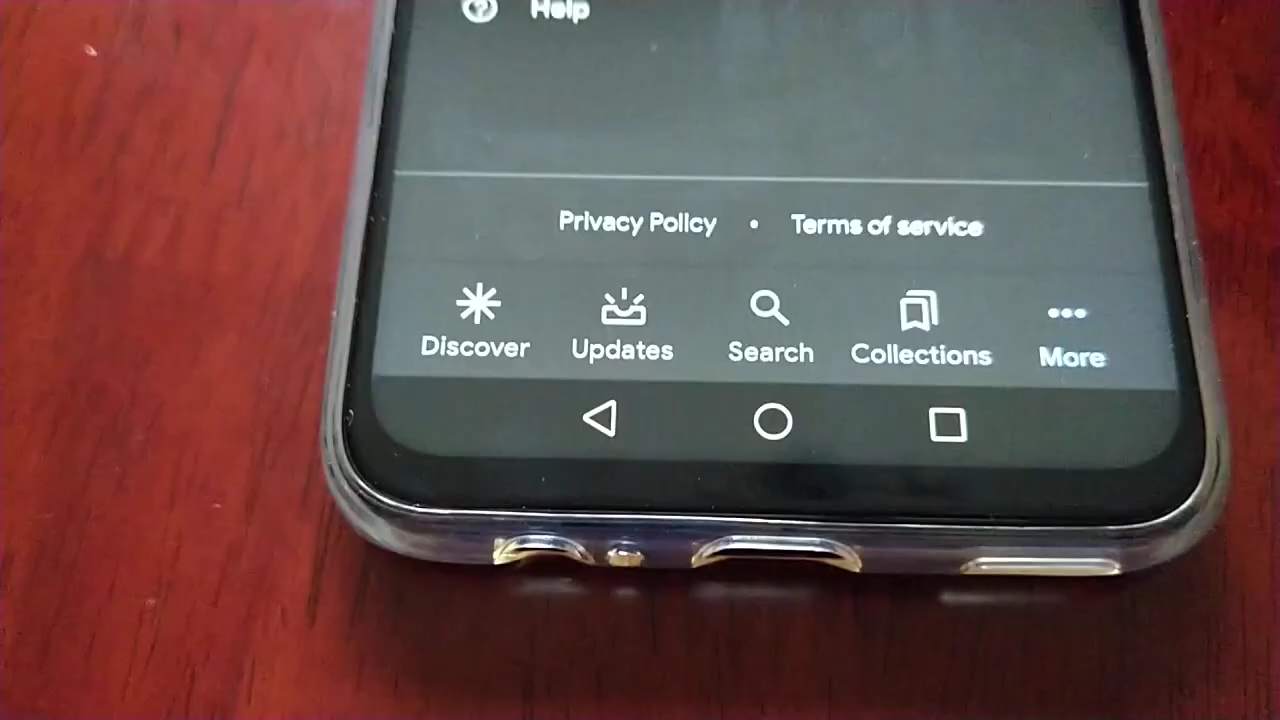 Help
Privacy Policy • Terms of service
Discover Updates Search Collections More